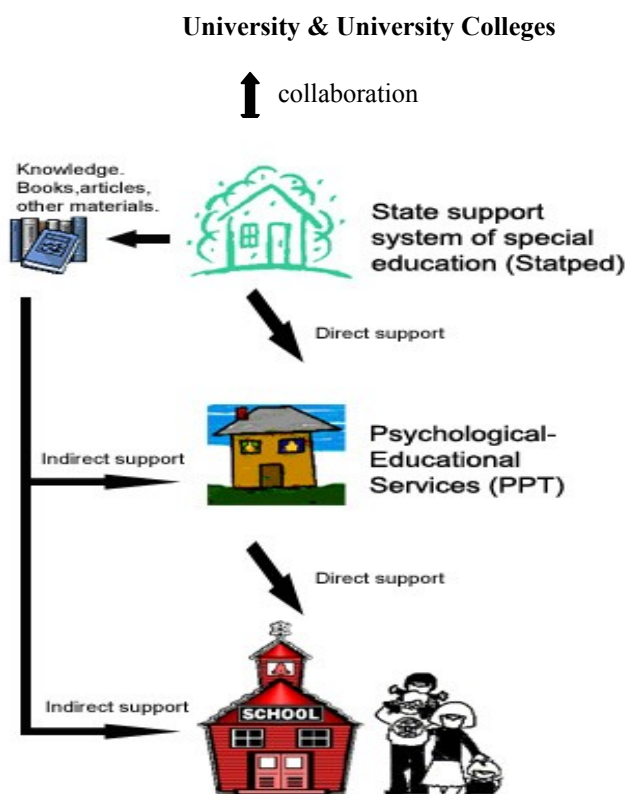 University & University Colleges
collaboration
Knowledge.
Books,articles,
other materials.
State support
system of special
education (Statped)
Direct support
Psychological-
Educational
Services (PPT)
Indirect support
Direct support
A
SCHOOL
Indirect support